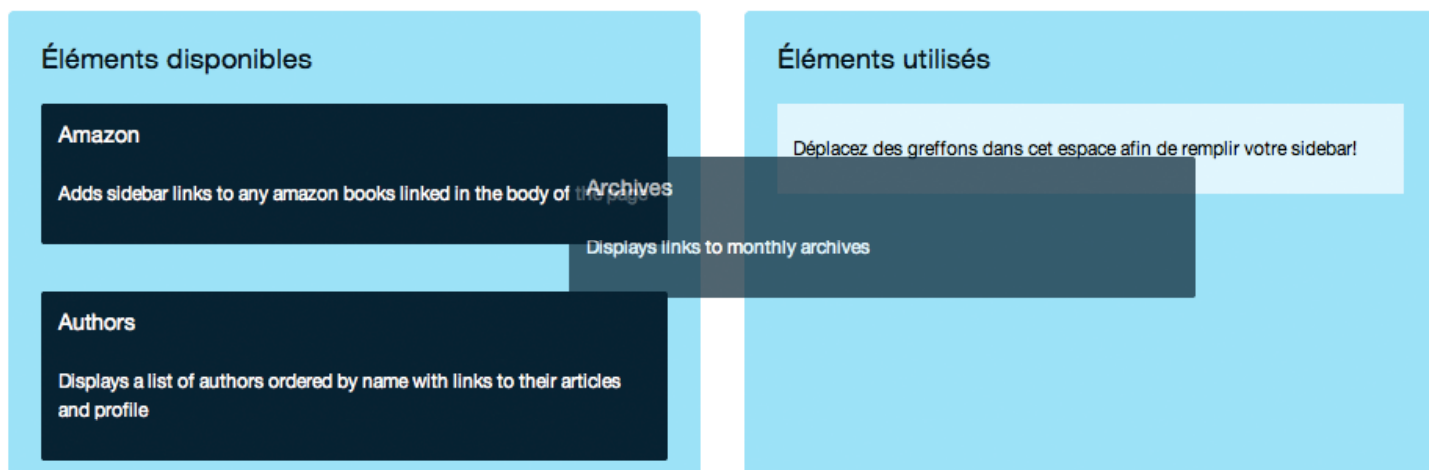 Éléments disponibles
Amazon
Adds sidebar links to any amazon books linked in the body of the page
Archives
Displays links to monthly archives
Authors
Displays a list of authors ordered by name with links to their articles
and profile
Éléments utilisés
Déplacez des greffons dans cet espace afin de remplir votre sidebar!